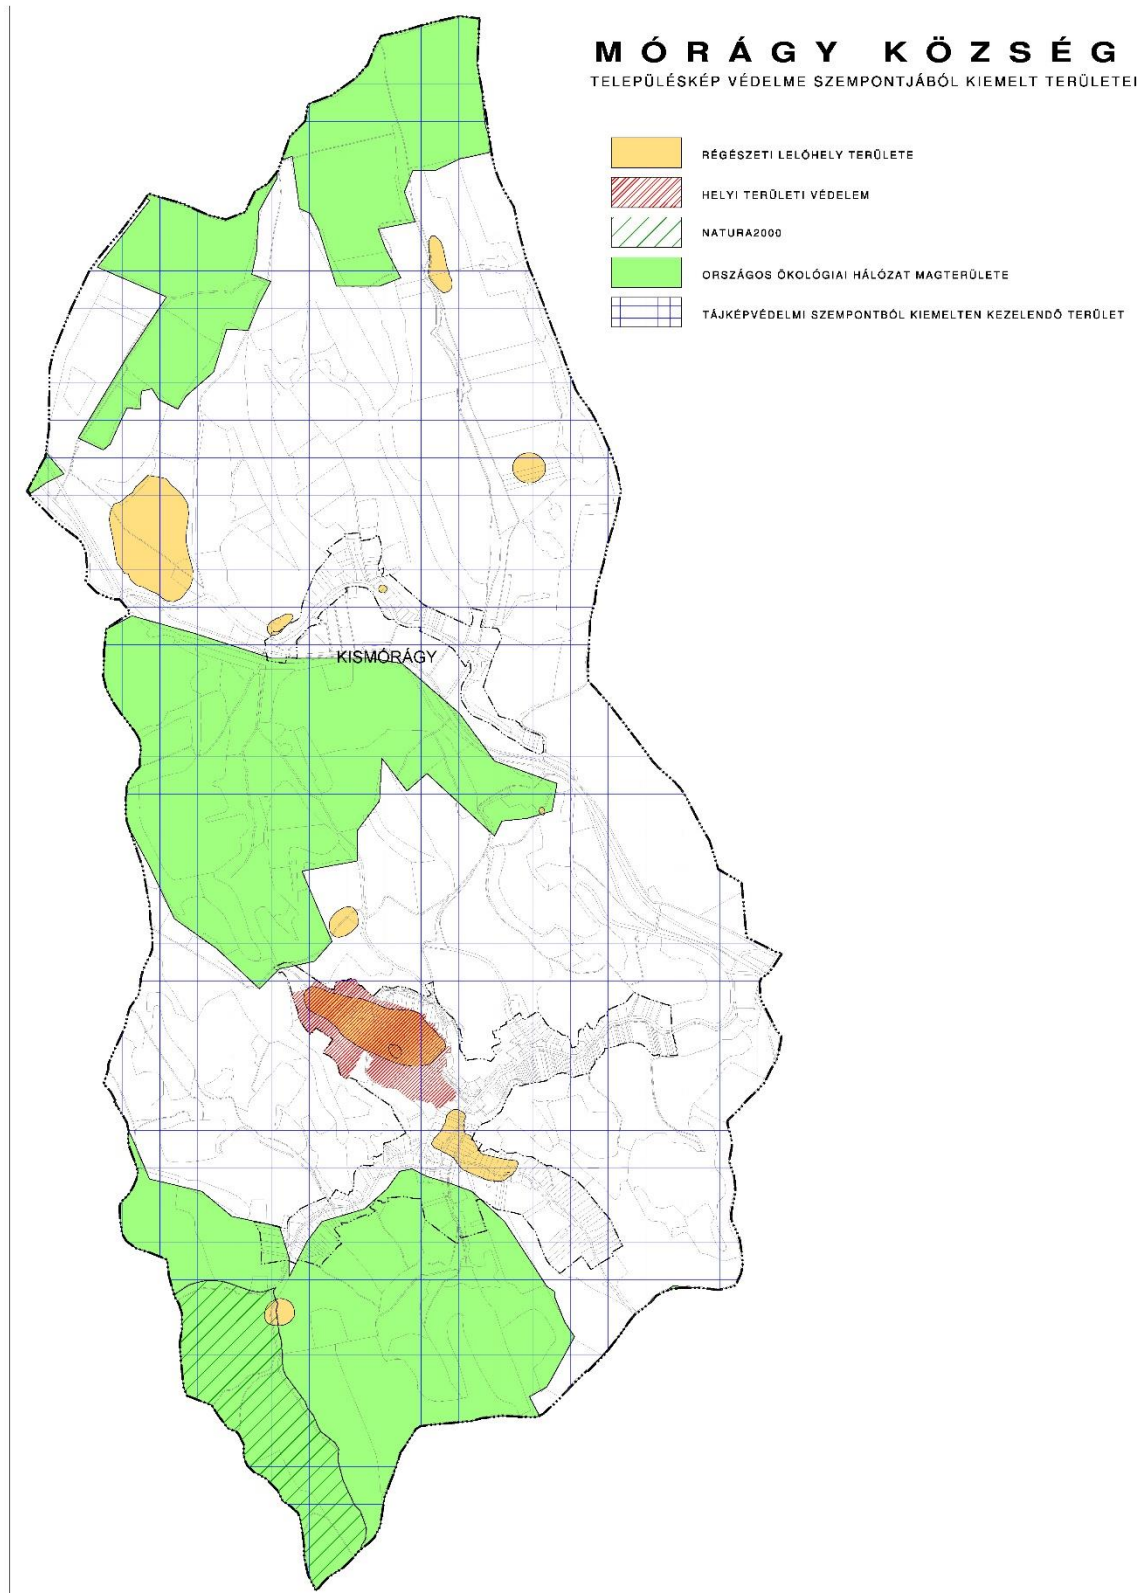 MÓRÁGY KÖZSÉG
TELEPÜLÉSKÉP VÉDELME SZEMPONTJÁBÓL KIEMELT TERÜLETEI
RÉGÉSZETI LELŐHELY TERÜLETE
HELYI TERÜLETI VÉDELEM
NATURA2000
ORSZÁGOS ÖKOLÓGIAI HÁLÓZAT MAGTERÜLETE
TÁJKÉPVÉDELMI SZEMPONTBÓL KIEMELTEN KEZELENDŐ TERÜLET
KISMÓRÁGY